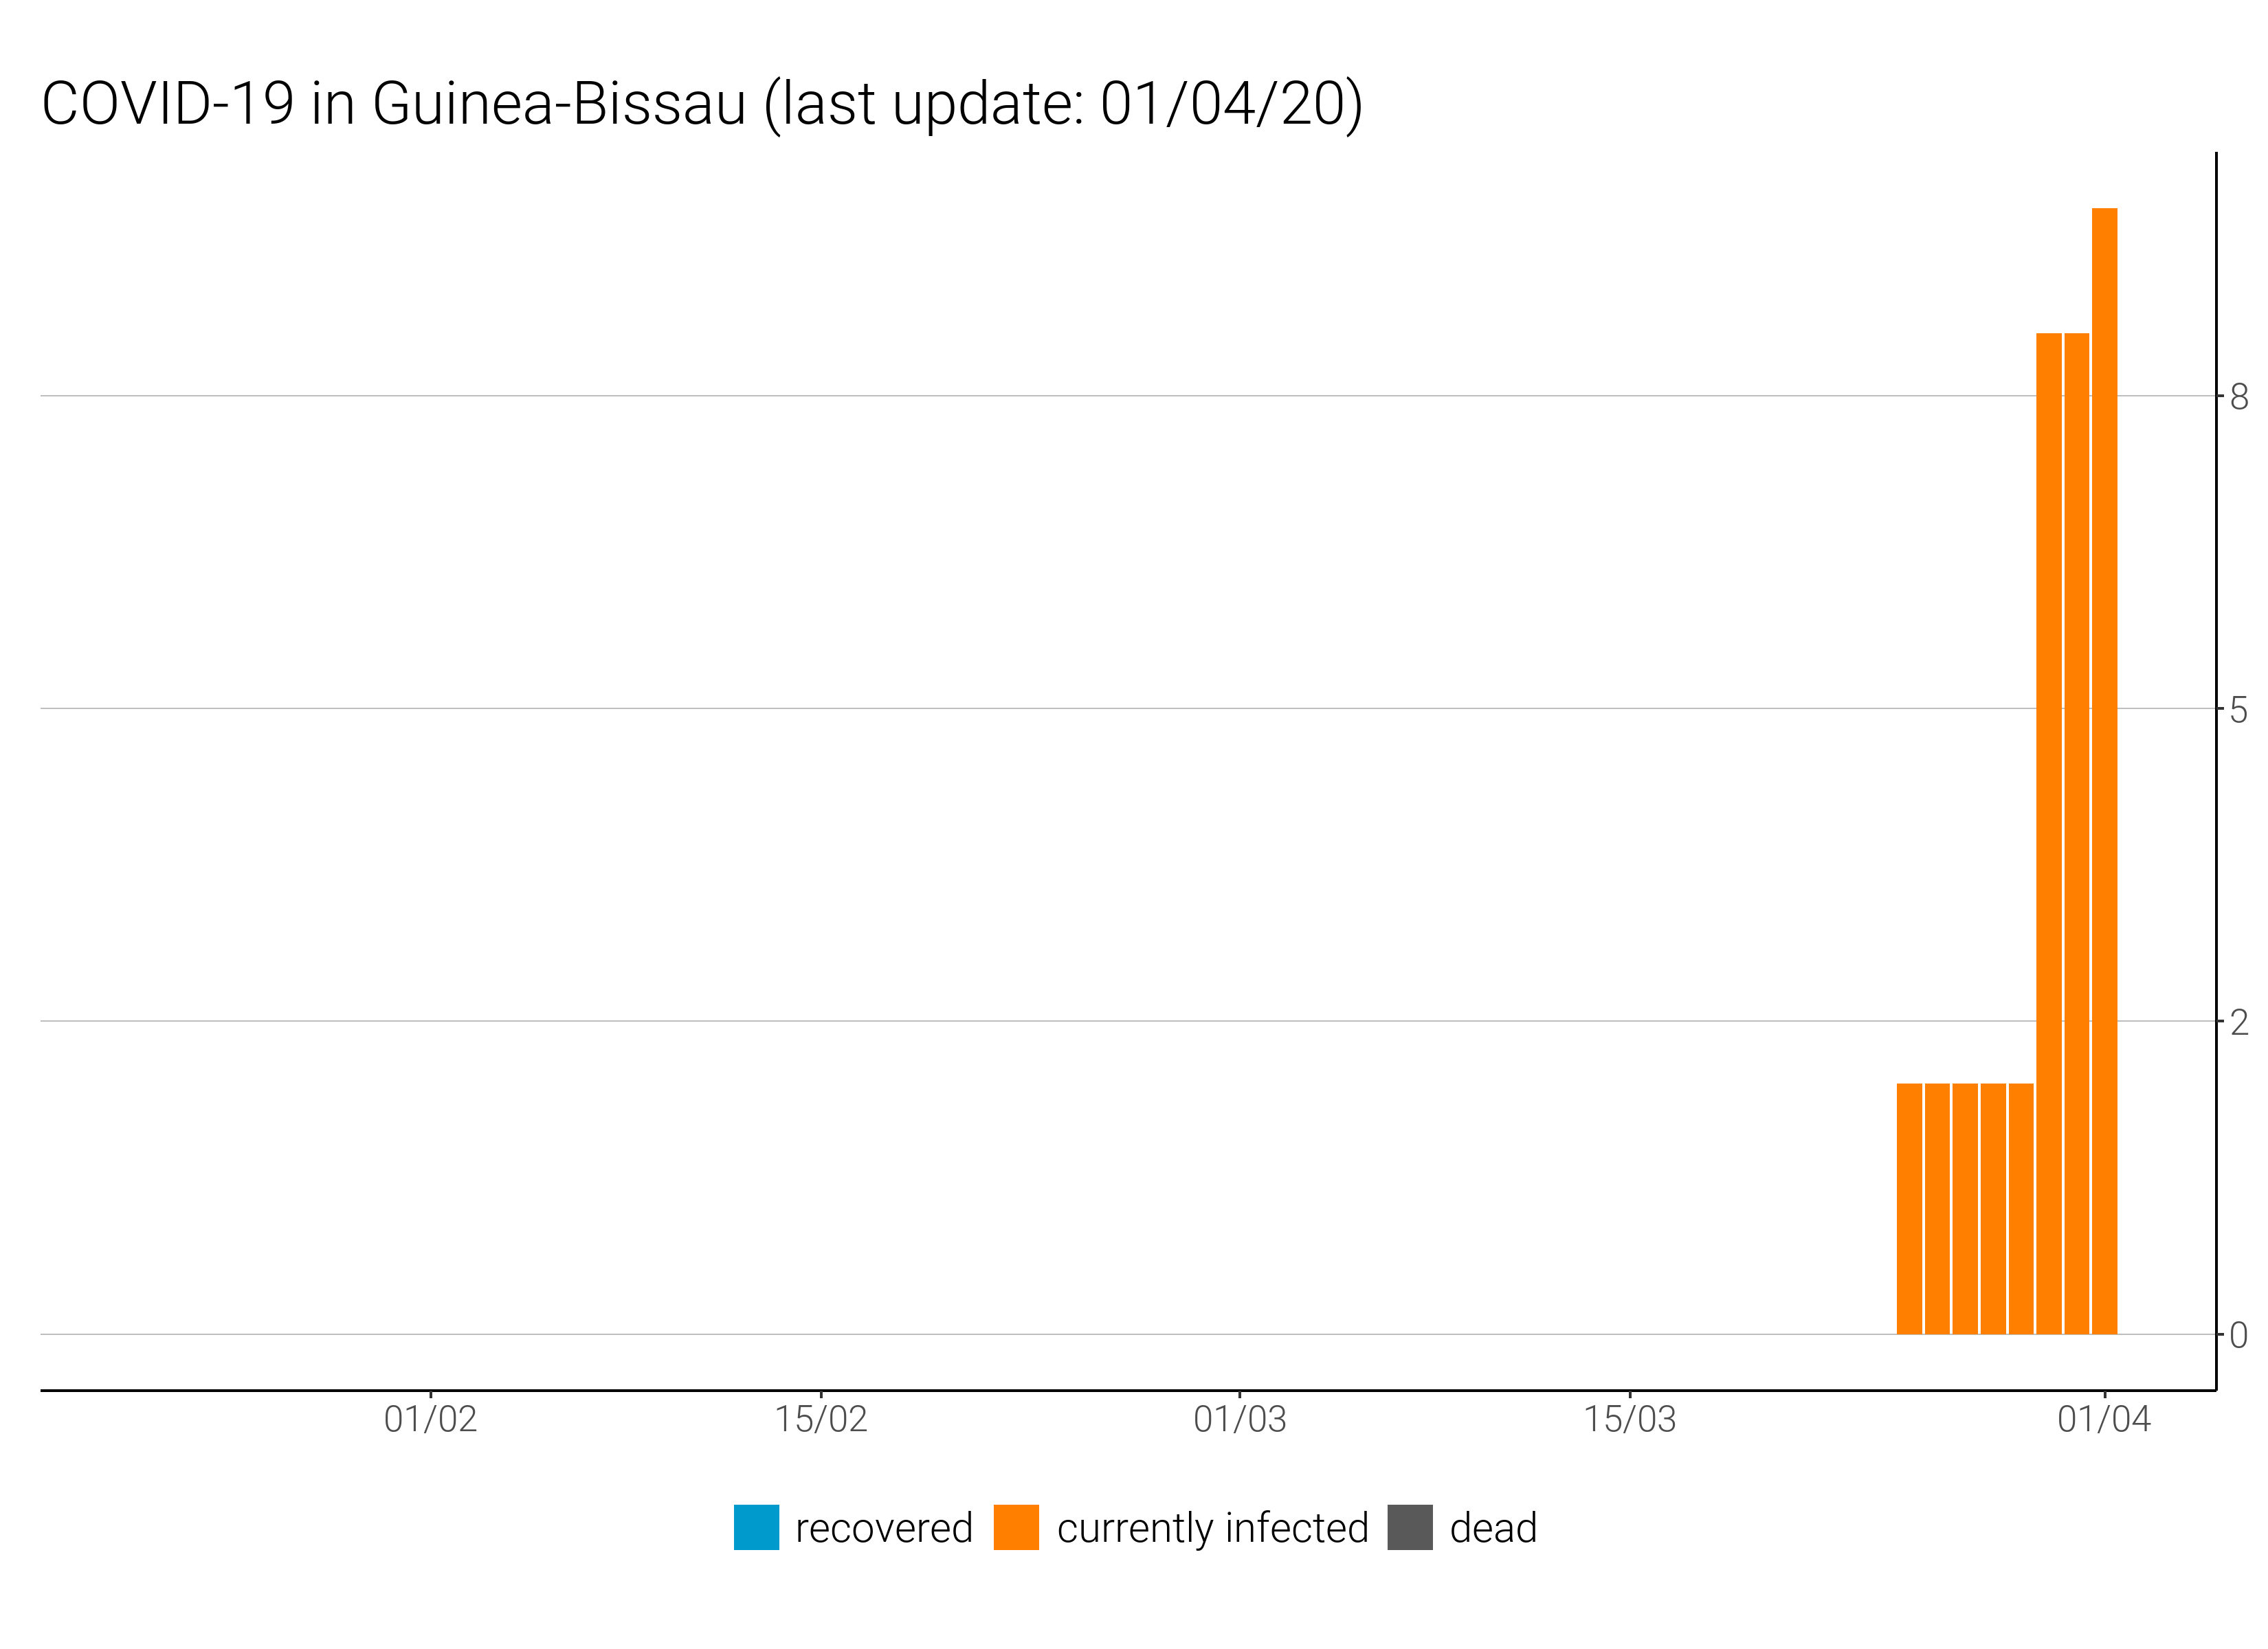 COVID-19 in Guinea-Bissau (last update: 01/04/20)
8
5
2
0
01/02 15/02 01/03 15/03 01/04
recovered currently infected dead